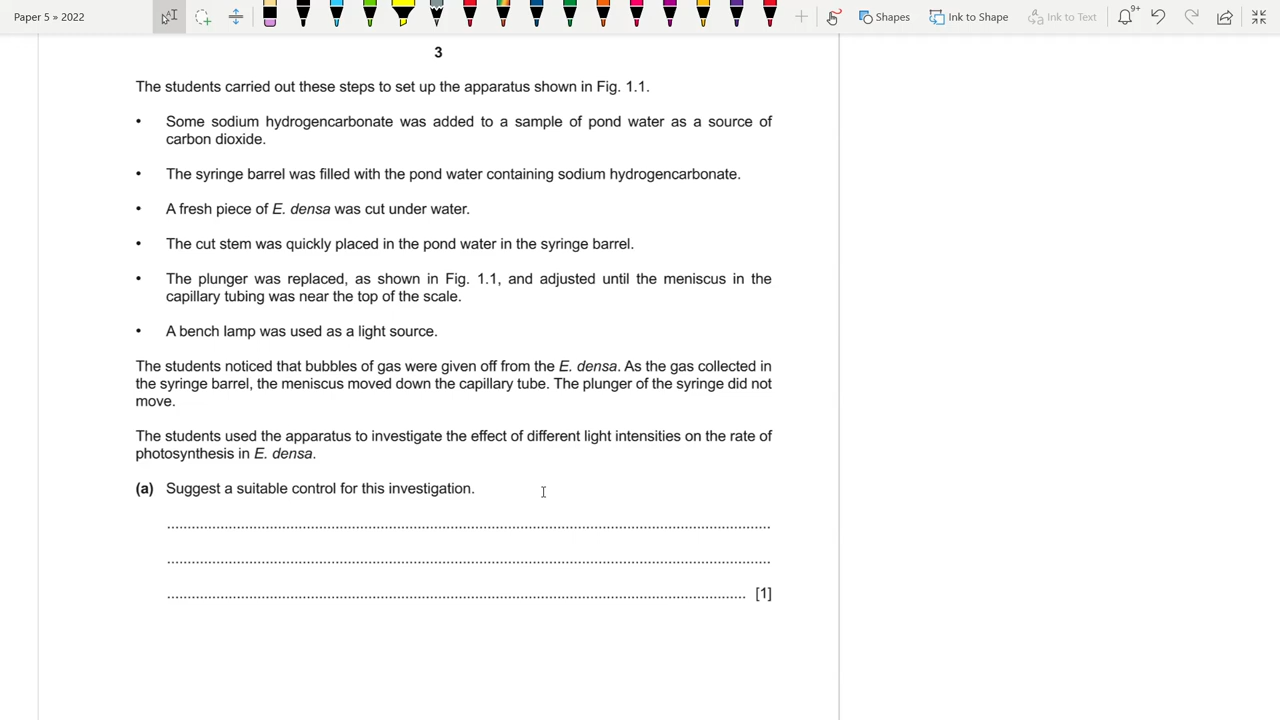 Paper 5 » 2022
Shapes
Ink to Shape
Ink to Text
9+
3
The students carried out these steps to set up the apparatus shown in Fig. 1.1.
• Some sodium hydrogencarbonate was added to a sample of pond water as a source of
carbon dioxide.
• The syringe barrel was filled with the pond water containing sodium hydrogencarbonate.
• A fresh piece of E. densa was cut under water.
• The cut stem was quickly placed in the pond water in the syringe barrel.
• The plunger was replaced, as shown in Fig. 1.1, and adjusted until the meniscus in the
capillary tubing was near the top of the scale.
• A bench lamp was used as a light source.
The students noticed that bubbles of gas were given off from the E. densa. As the gas collected in
the syringe barrel, the meniscus moved down the capillary tube. The plunger of the syringe did not
move.
The students used the apparatus to investigate the effect of different light intensities on the rate of
photosynthesis in E. densa.
(a) Suggest a suitable control for this investigation.
...................................................................................................................................................
...................................................................................................................................................
.............................................................................................................................................. [1]